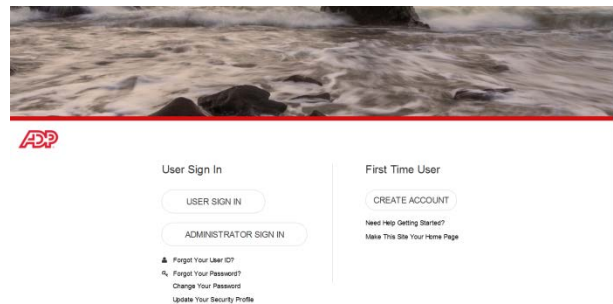 ADP
User Sign In
USER SIGN IN
ADMINISTRATOR SIGN IN
Forgot Your User ID?
Forgot Your Password?
Change Your Password
Update Your Security Profile
First Time User
CREATE ACCOUNT
Need Help Getting Started?
Make This Site Your Home Page